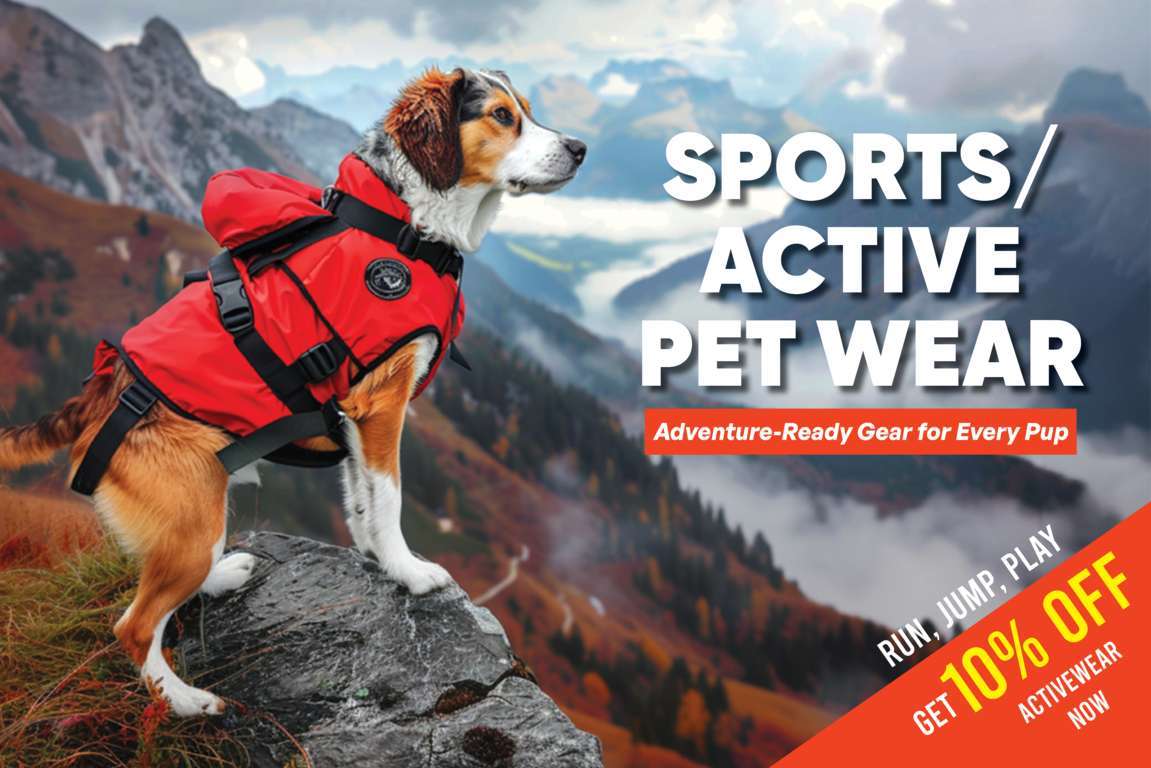 SPORTS/
ACTIVE
PET WEAR
Adventure-Ready Gear for Every Pup
RUN, JUMP, PLAY
GET 10% OFF
ACTIVEWEAR
NOW